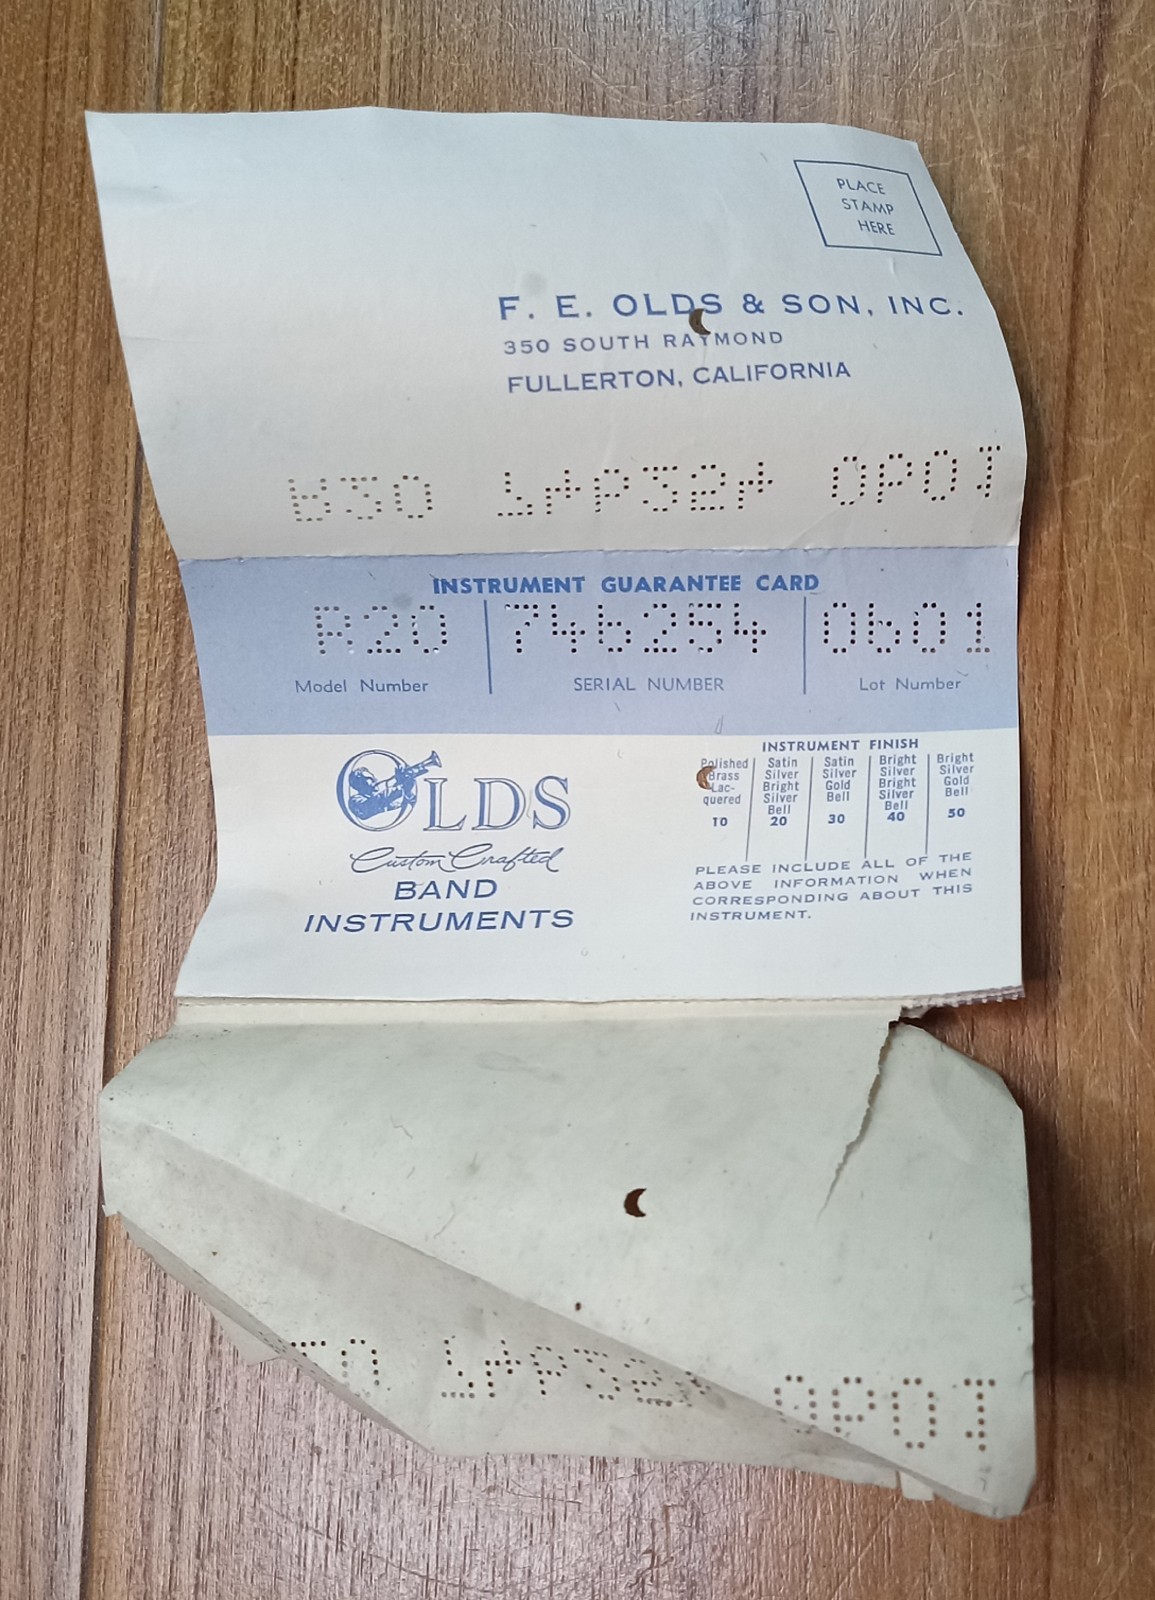 PLACE
STAMP
HERE
F. E. OLDS & SON, INC.
350 SOUTH RAYMOND
FULLERTON, CALIFORNIA
INSTRUMENT GUARANTEE CARD
R20 746254 0601
Model Number SERIAL NUMBER Lot Number
OLDS
Custom Crafted
BAND
INSTRUMENTS
INSTRUMENT FINISH
Polished Brass Lac-quered 10
Satin Silver Bright Silver Bell 20
Satin Silver Gold Bell 30
Bright Silver Bright Silver Bell 40
Bright Silver Gold Bell 50
PLEASE INCLUDE ALL OF THE
ABOVE INFORMATION WHEN
CORRESPONDING ABOUT THIS
INSTRUMENT.